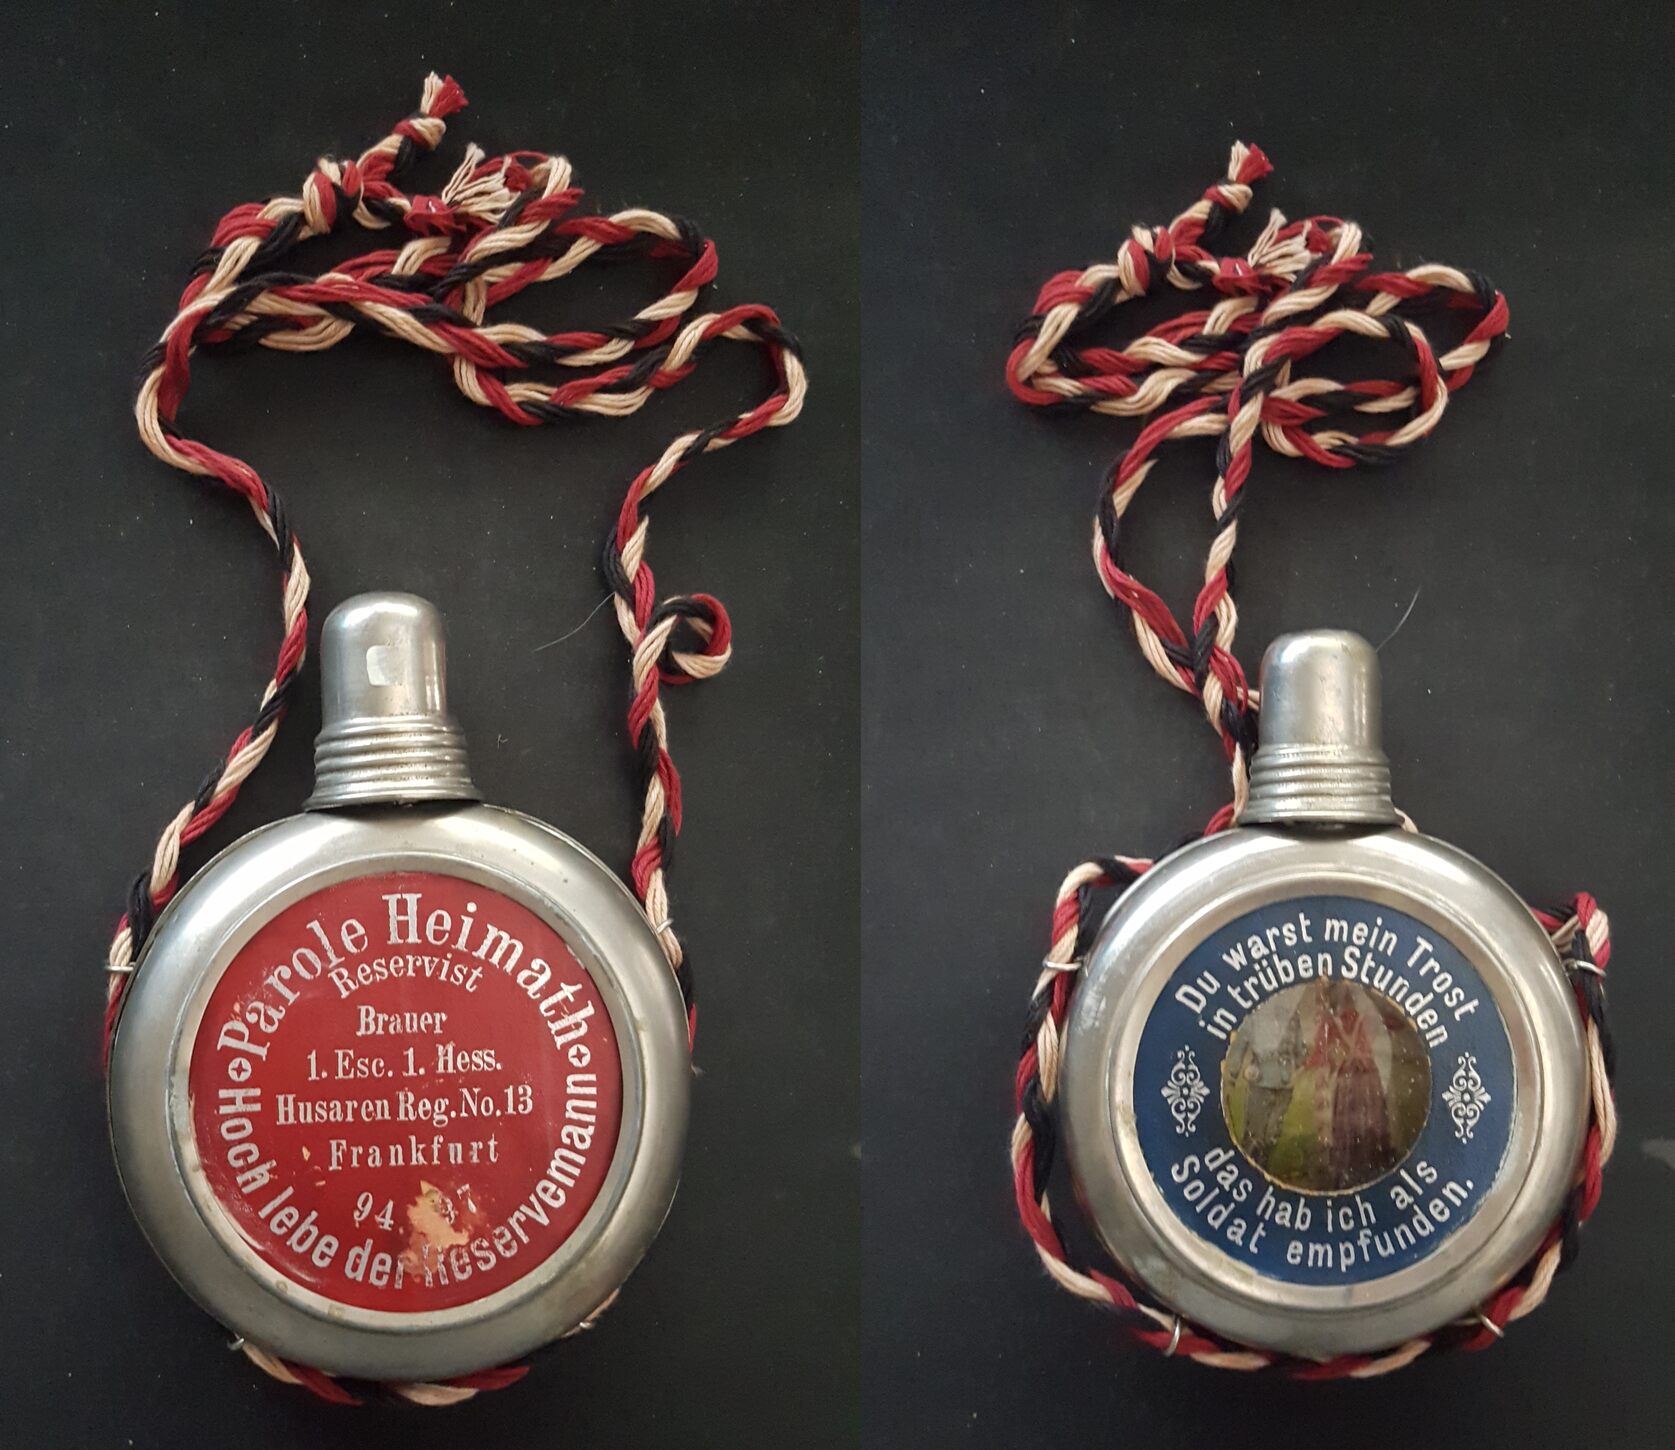 Parole Heimath
Reservist
Brauer
1. Esc. 1. Hess.
Husaren Reg. No. 13
Frankfurt
94. 97
Hoch lebe der Reservemann
Du warst mein Trost
in trüben Stunden
das hab ich als
Soldat empfunden.